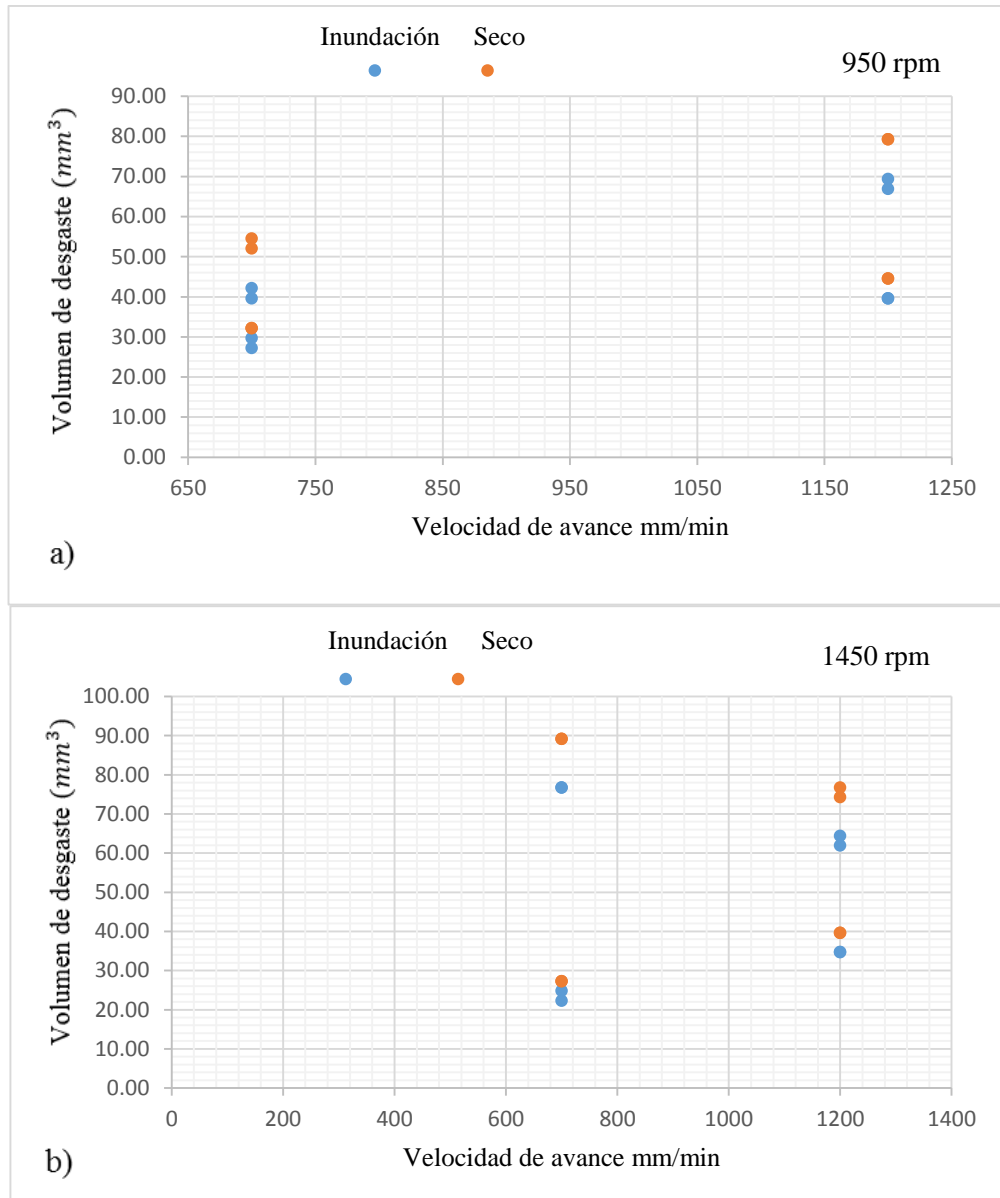 Inundación Seco
950 rpm
90.00
80.00
70.00
60.00
50.00
40.00
30.00
20.00
10.00
0.00
Volumen de desgaste (mm³)
650 750 850 950 1050 1150 1250
Velocidad de avance mm/min
a)
Inundación Seco
1450 rpm
100.00
90.00
80.00
70.00
60.00
50.00
40.00
30.00
20.00
10.00
0.00
Volumen de desgaste (mm³)
0 200 400 600 800 1000 1200 1400
Velocidad de avance mm/min
b)